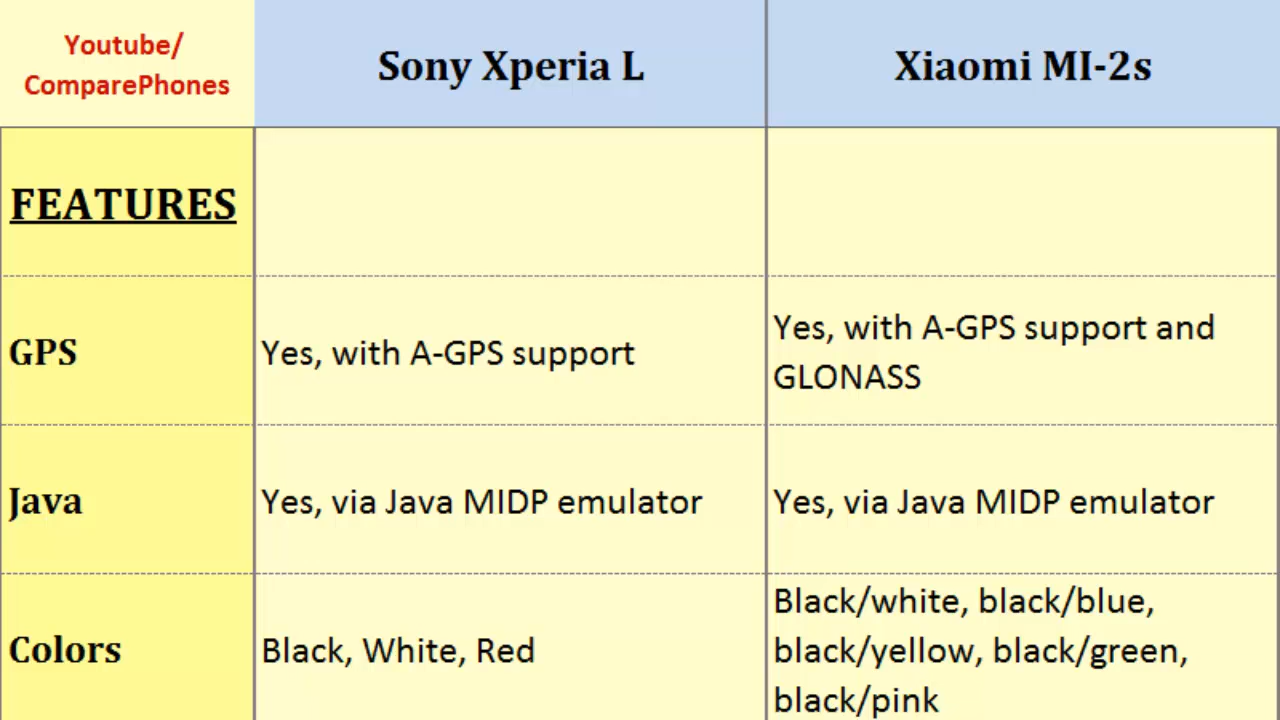 Youtube/
ComparePhones
Sony Xperia L
Xiaomi MI-2s
FEATURES
GPS
Yes, with A-GPS support
Yes, with A-GPS support and
GLONASS
Java
Yes, via Java MIDP emulator
Yes, via Java MIDP emulator
Colors
Black, White, Red
Black/white, black/blue,
black/yellow, black/green,
black/pink